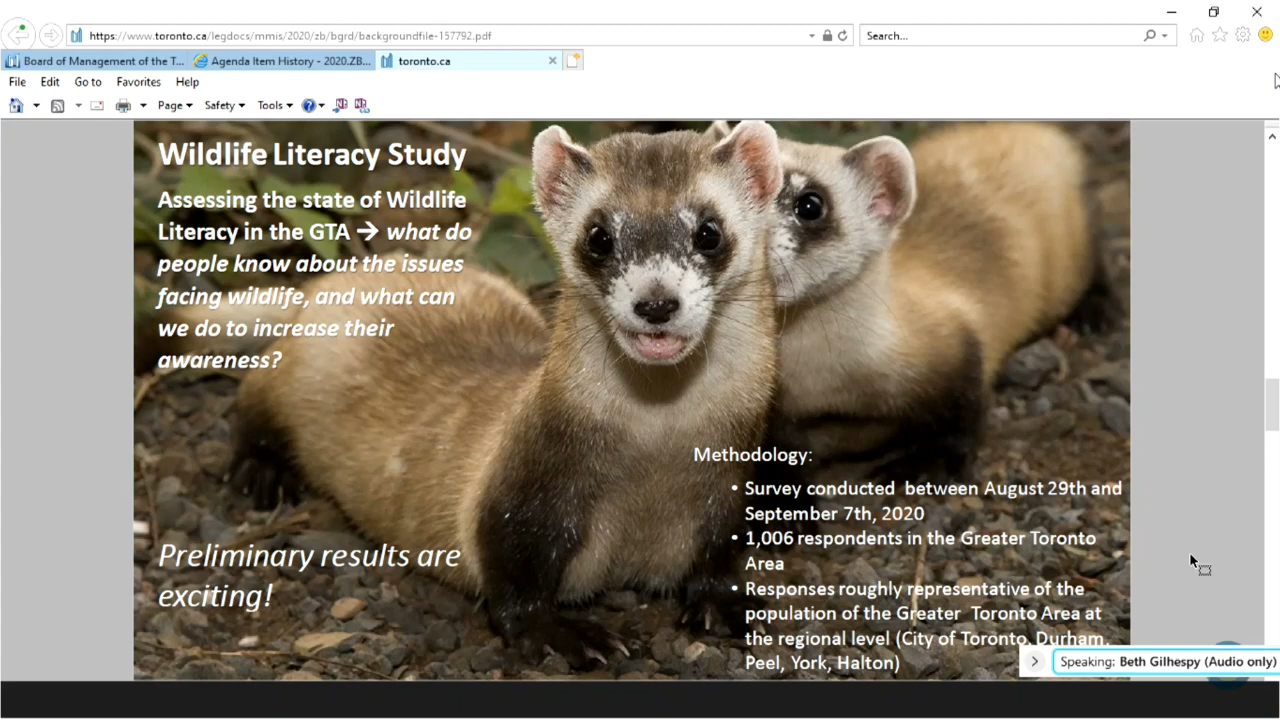 https://www.toronto.ca/legdocs/mmis/2020/zb/bgrd/backgroundfile-157792.pdf
Search...
Board of Management of the T...
Agenda Item History - 2020.ZB...
toronto.ca
File Edit Go to Favorites Help
Page Safety Tools
Wildlife Literacy Study
Assessing the state of Wildlife
Literacy in the GTA → what do
people know about the issues
facing wildlife, and what can
we do to increase their
awareness?
Preliminary results are
exciting!
Methodology:
• Survey conducted between August 29th and
September 7th, 2020
• 1,006 respondents in the Greater Toronto
Area
• Responses roughly representative of the
population of the Greater Toronto Area at
the regional level (City of Toronto, Durham,
Peel, York, Halton)
Speaking: Beth Gilhespy (Audio only)